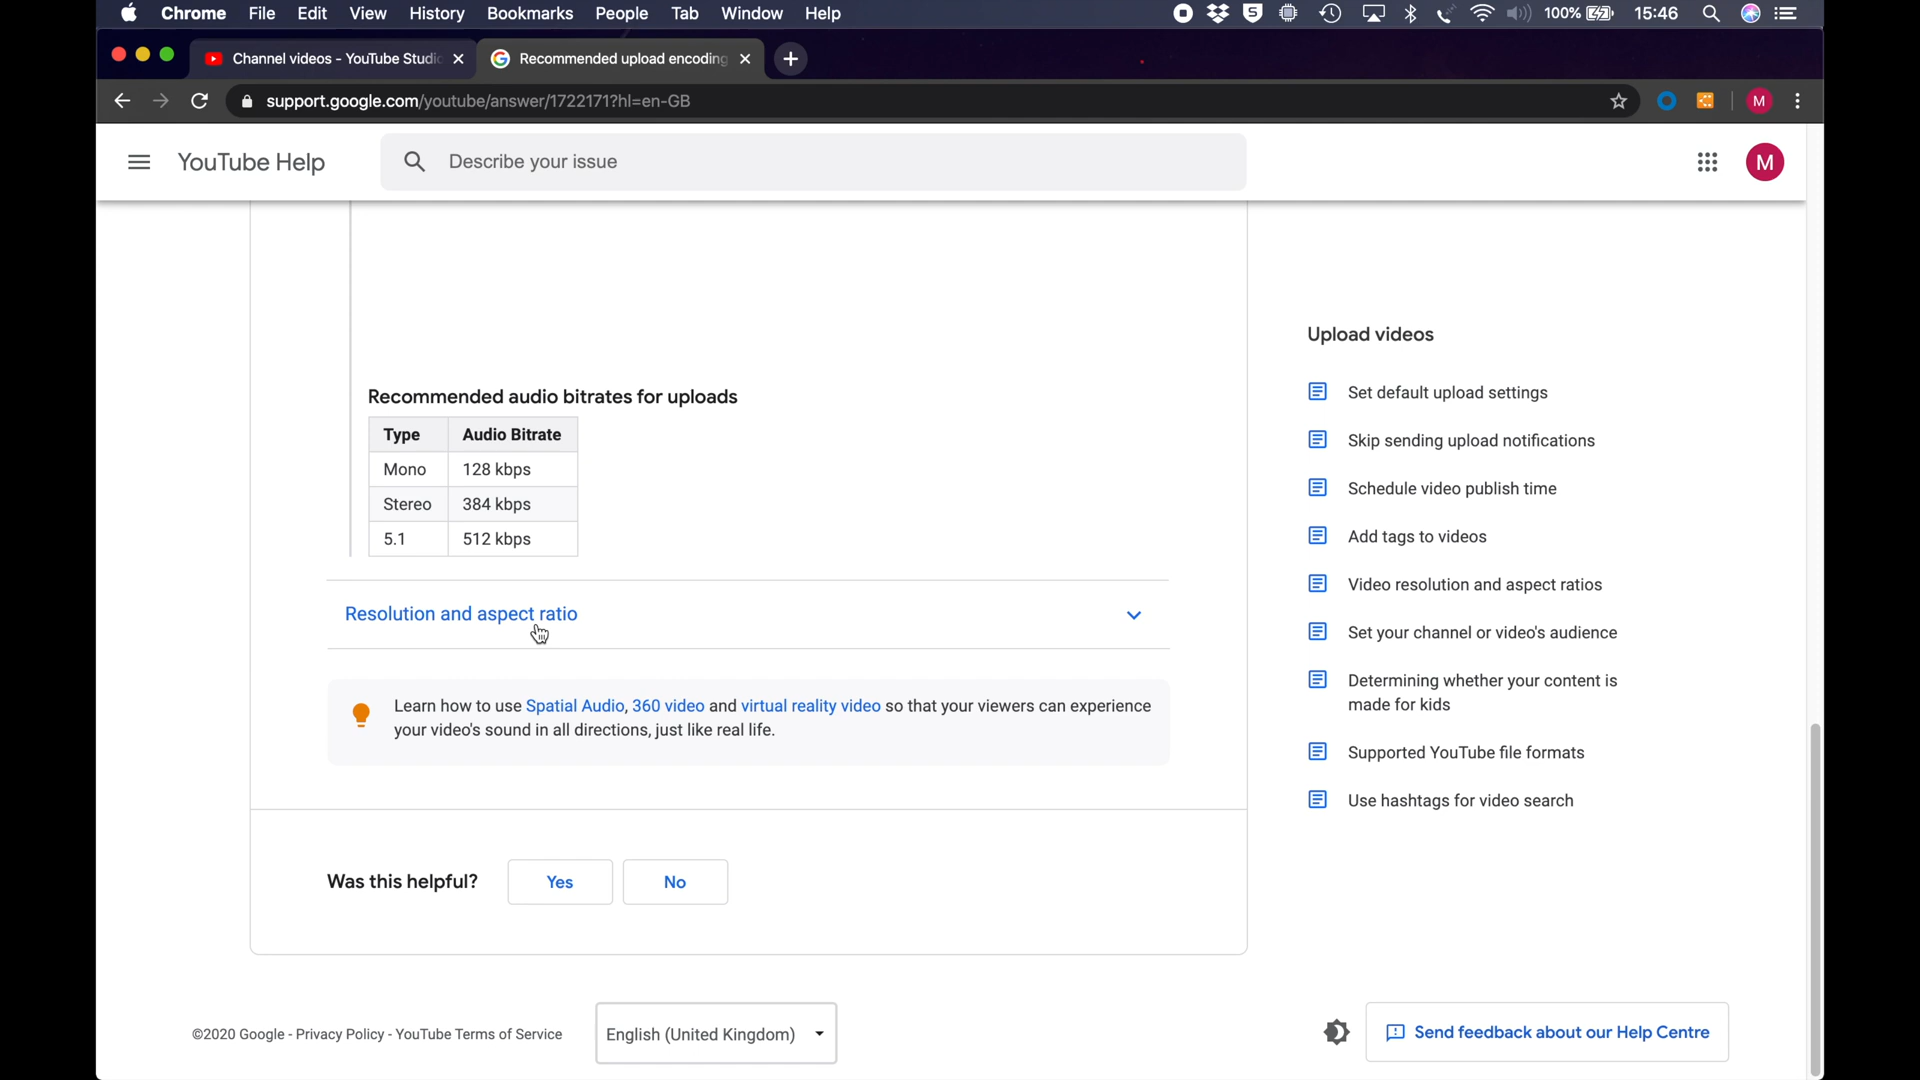 Chrome File Edit View History Bookmarks People Tab Window Help 100% 15:46
Channel videos - YouTube Studio
Recommended upload encoding
support.google.com/youtube/answer/1722171?hl=en-GB
M
YouTube Help
Describe your issue
M
Recommended audio bitrates for uploads
Type Audio Bitrate
Mono 128 kbps
Stereo 384 kbps
5.1 512 kbps
Resolution and aspect ratio
Learn how to use Spatial Audio, 360 video and virtual reality video so that your viewers can experience
your video's sound in all directions, just like real life.
Was this helpful? Yes No
Upload videos
Set default upload settings
Skip sending upload notifications
Schedule video publish time
Add tags to videos
Video resolution and aspect ratios
Set your channel or video's audience
Determining whether your content is
made for kids
Supported YouTube file formats
Use hashtags for video search
©2020 Google - Privacy Policy - YouTube Terms of Service
English (United Kingdom)
Send feedback about our Help Centre